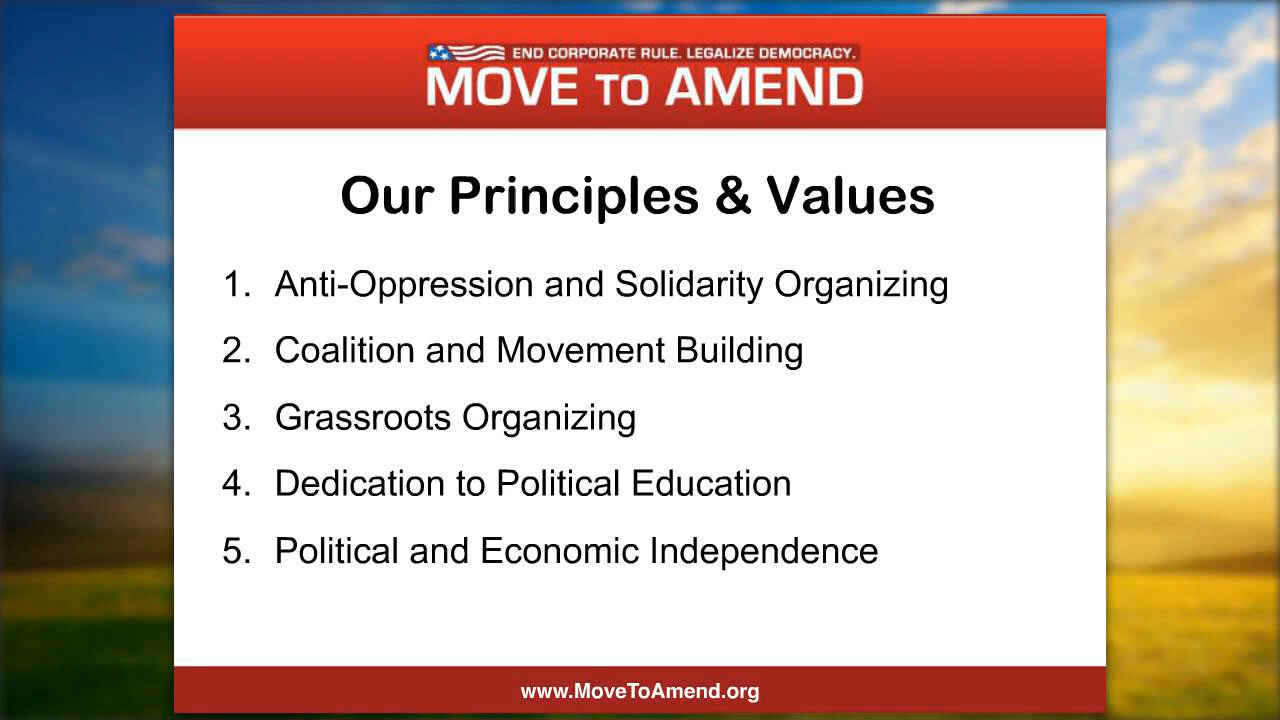 END CORPORATE RULE. LEGALIZE DEMOCRACY.
MOVE TO AMEND
Our Principles & Values
1. Anti-Oppression and Solidarity Organizing
2. Coalition and Movement Building
3. Grassroots Organizing
4. Dedication to Political Education
5. Political and Economic Independence
www.MoveToAmend.org